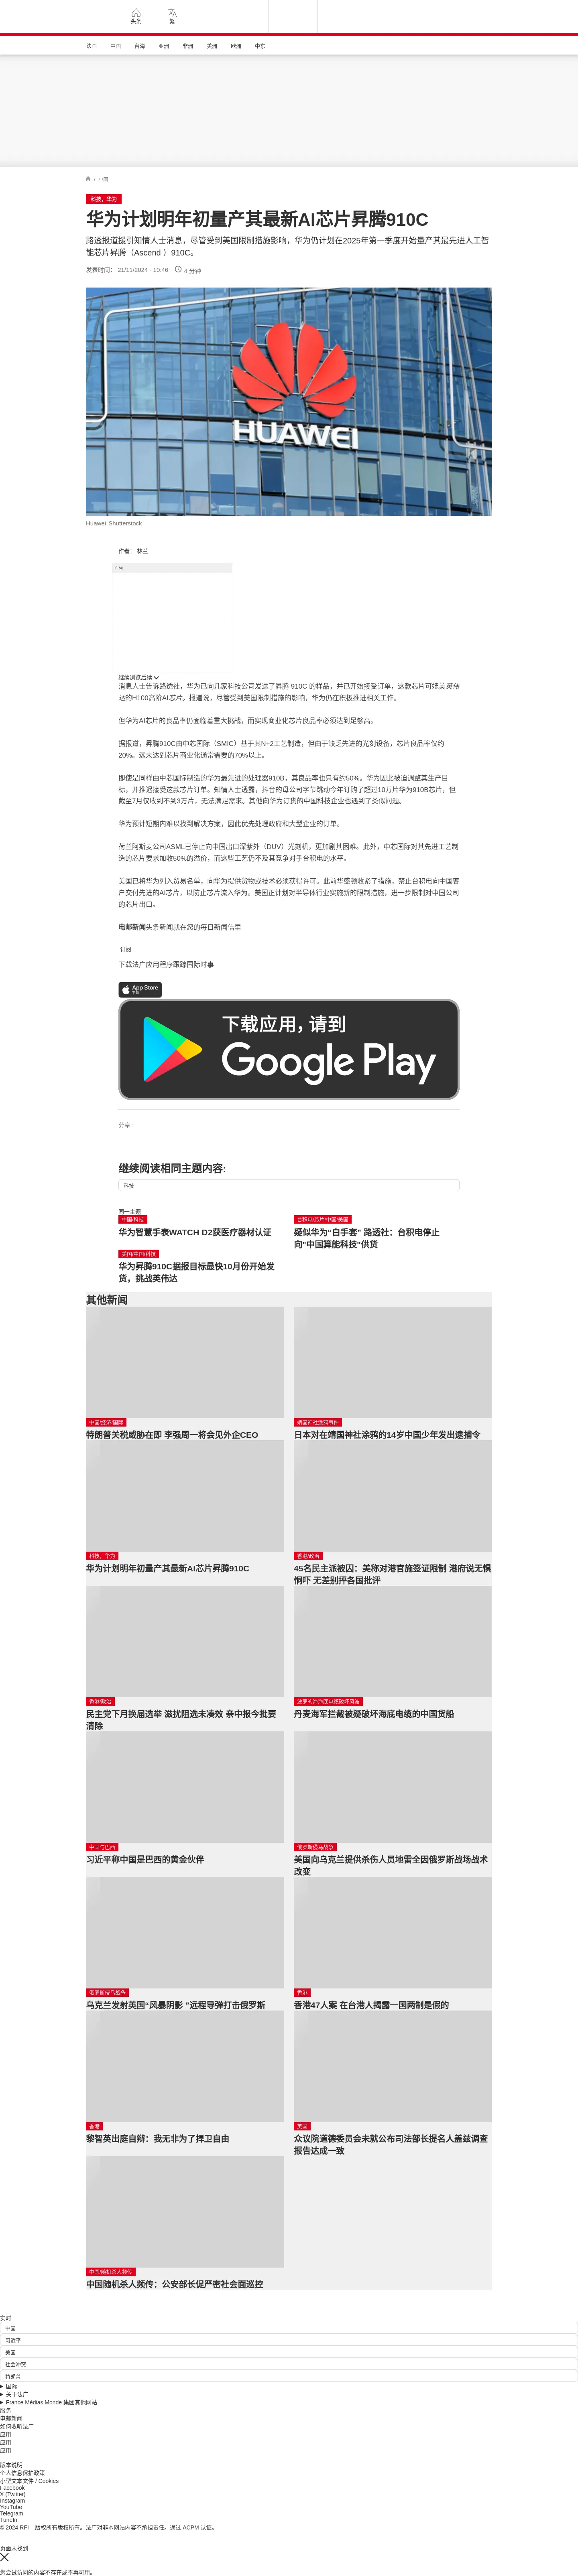 头条
繁
法国
中国
台海
亚洲
非洲
美洲
欧洲
中东
/ 中国
科技，华为
华为计划明年初量产其最新AI芯片昇腾910C
路透报道援引知情人士消息，尽管受到美国限制措施影响，华为仍计划在2025年第一季度开始量产其最先进人工智
能芯片昇腾（Ascend ）910C。
发表时间： 21/11/2024 - 10:46
4 分钟
HUAWEI
Huawei Shutterstock
作者： 林兰
广告
继续浏览后续
消息人士告诉路透社，华为已向几家科技公司发送了昇腾 910C 的样品，并已开始接受订单，这款芯片可媲美英伟
达的H100高阶AI芯片。报道说，尽管受到美国限制措施的影响，华为仍在积极推进相关工作。
但华为AI芯片的良品率仍面临着重大挑战，而实现商业化芯片良品率必须达到足够高。
据报道，昇腾910C由中芯国际（SMIC）基于其N+2工艺制造，但由于缺乏先进的光刻设备，芯片良品率仅约
20%。远未达到芯片商业化通常需要的70%以上。
即使是同样由中芯国际制造的华为最先进的处理器910B，其良品率也只有约50%。华为因此被迫调整其生产目
标，并推迟接受这款芯片订单。知情人士透露，抖音的母公司字节跳动今年订购了超过10万片华为910B芯片，但
截至7月仅收到不到3万片，无法满足需求。其他向华为订货的中国科技企业也遇到了类似问题。
华为预计短期内难以找到解决方案，因此优先处理政府和大型企业的订单。
荷兰阿斯麦公司ASML已停止向中国出口深紫外（DUV）光刻机，更加剧其困难。此外，中芯国际对其先进工艺制
造的芯片要求加收50%的溢价，而这些工艺仍不及其竞争对手台积电的水平。
美国已将华为列入贸易名单，向华为提供货物或技术必须获得许可。此前华盛顿收紧了措施，禁止台积电向中国客
户交付先进的AI芯片，以防止芯片流入华为。美国正计划对半导体行业实施新的限制措施，进一步限制对中国公司
的芯片出口。
电邮新闻头条新闻就在您的每日新闻信里
订阅
下载法广应用程序跟踪国际时事
App Store
下载
下载应用，请到
Google Play
分享 :
继续阅读相同主题内容:
科技
同一主题
中国/科技
华为智慧手表WATCH D2获医疗器材认证
台积电/芯片/中国/美国
疑似华为“白手套” 路透社：台积电停止
向"中国算能科技"供货
美国/中国/科技
华为昇腾910C据报目标最快10月份开始发
货，挑战英伟达
其他新闻
中国/经济/国际
特朗普关税威胁在即 李强周一将会见外企CEO
靖国神社涂鸦事件
日本对在靖国神社涂鸦的14岁中国少年发出逮捕令
科技，华为
华为计划明年初量产其最新AI芯片昇腾910C
香港/政治
45名民主派被囚：美称对港官施签证限制 港府说无惧
恫吓 无差别抨各国批评
香港/政治
民主党下月换届选举 滋扰阻选未凑效 亲中报今批要
清除
波罗的海海底电缆破坏风波
丹麦海军拦截被疑破坏海底电缆的中国货船
中国与巴西
习近平称中国是巴西的黄金伙伴
俄罗斯侵乌战争
美国向乌克兰提供杀伤人员地雷全因俄罗斯战场战术
改变
俄罗斯侵乌战争
乌克兰发射英国“风暴阴影 ”远程导弹打击俄罗斯
香港
香港47人案 在台港人揭露一国两制是假的
香港
黎智英出庭自辩：我无非为了捍卫自由
美国
众议院道德委员会未就公布司法部长提名人盖兹调查
报告达成一致
中国/随机杀人频传
中国随机杀人频传：公安部长促严密社会面巡控
实时
中国
习近平
美国
社会冲突
特朗普
国际
关于法广
France Médias Monde 集团其他网站
服务
电邮新闻
如何收听法广
应用
应用
应用
版本说明
个人信息保护政策
小型文本文件 / Cookies
Facebook
X (Twitter)
Instagram
YouTube
Telegram
TuneIn
© 2024 RFI – 版权所有版权所有。法广对非本网站内容不承担责任。通过 ACPM 认证。
页面未找到
您尝试访问的内容不存在或不再可用。